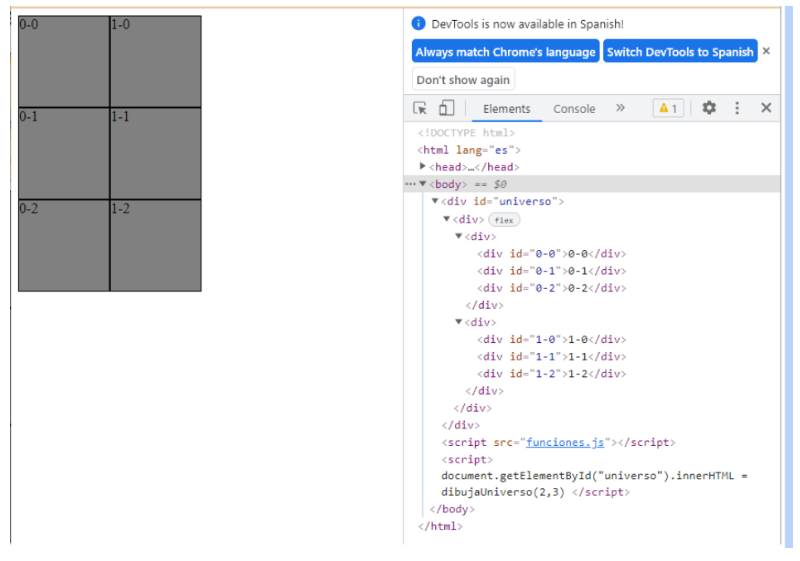 0-0 1-0
0-1 1-1
0-2 1-2
DevTools is now available in Spanish!
Always match Chrome's language Switch DevTools to Spanish ×
Don't show again
Elements Console » 1
<!DOCTYPE html>
<html lang="es">
<head>…</head>
<body> == $0
<div id="universo">
<div> flex
<div>
<div id="0-0">0-0</div>
<div id="0-1">0-1</div>
<div id="0-2">0-2</div>
</div>
<div>
<div id="1-0">1-0</div>
<div id="1-1">1-1</div>
<div id="1-2">1-2</div>
</div>
</div>
</div>
<script src="funciones.js"></script>
<script>
document.getElementById("universo").innerHTML =
dibujaUniverso(2,3) </script>
</body>
</html>